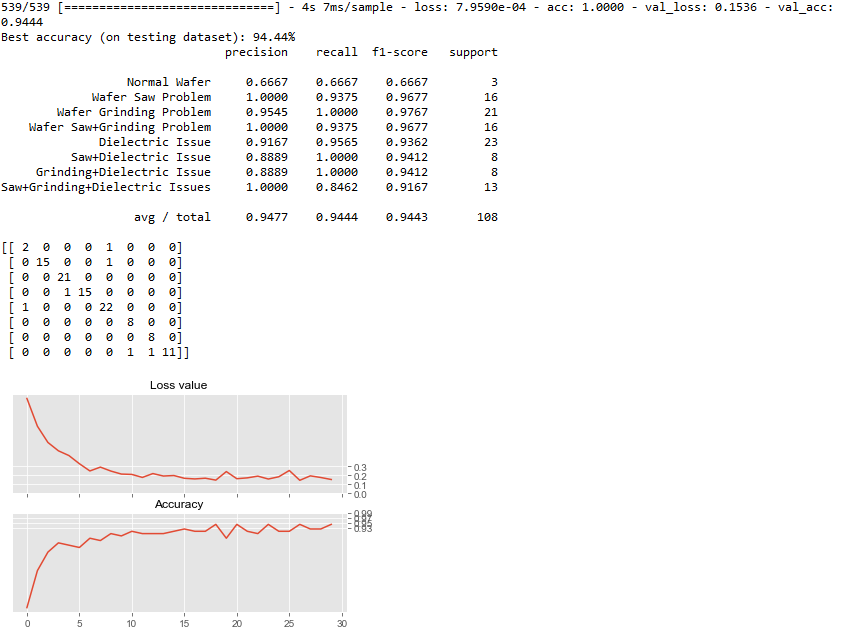 539/539 [==============================] - 4s 7ms/sample - loss: 7.9590e-04 - acc: 1.0000 - val_loss: 0.1536 - val_acc:
0.9444
Best accuracy (on testing dataset): 94.44%
precision recall f1-score support
Normal Wafer 0.6667 0.6667 0.6667 3
Wafer Saw Problem 1.0000 0.9375 0.9677 16
Wafer Grinding Problem 0.9545 1.0000 0.9767 21
Wafer Saw+Grinding Problem 1.0000 0.9375 0.9677 16
Dielectric Issue 0.9167 0.9565 0.9362 23
Saw+Dielectric Issue 0.8889 1.0000 0.9412 8
Grinding+Dielectric Issue 0.8889 1.0000 0.9412 8
Saw+Grinding+Dielectric Issues 1.0000 0.8462 0.9167 13
avg / total 0.9477 0.9444 0.9443 108
[[ 2 0 0 0 1 0 0 0]
[ 0 15 0 0 1 0 0 0]
[ 0 0 21 0 0 0 0 0]
[ 0 0 1 15 0 0 0 0]
[ 1 0 0 0 22 0 0 0]
[ 0 0 0 0 0 8 0 0]
[ 0 0 0 0 0 0 8 0]
[ 0 0 0 0 0 1 1 11]]
Loss value
0.3
0.2
0.1
0.0
Accuracy
0.99
0.97
0.95
0.93
0 5 10 15 20 25 30